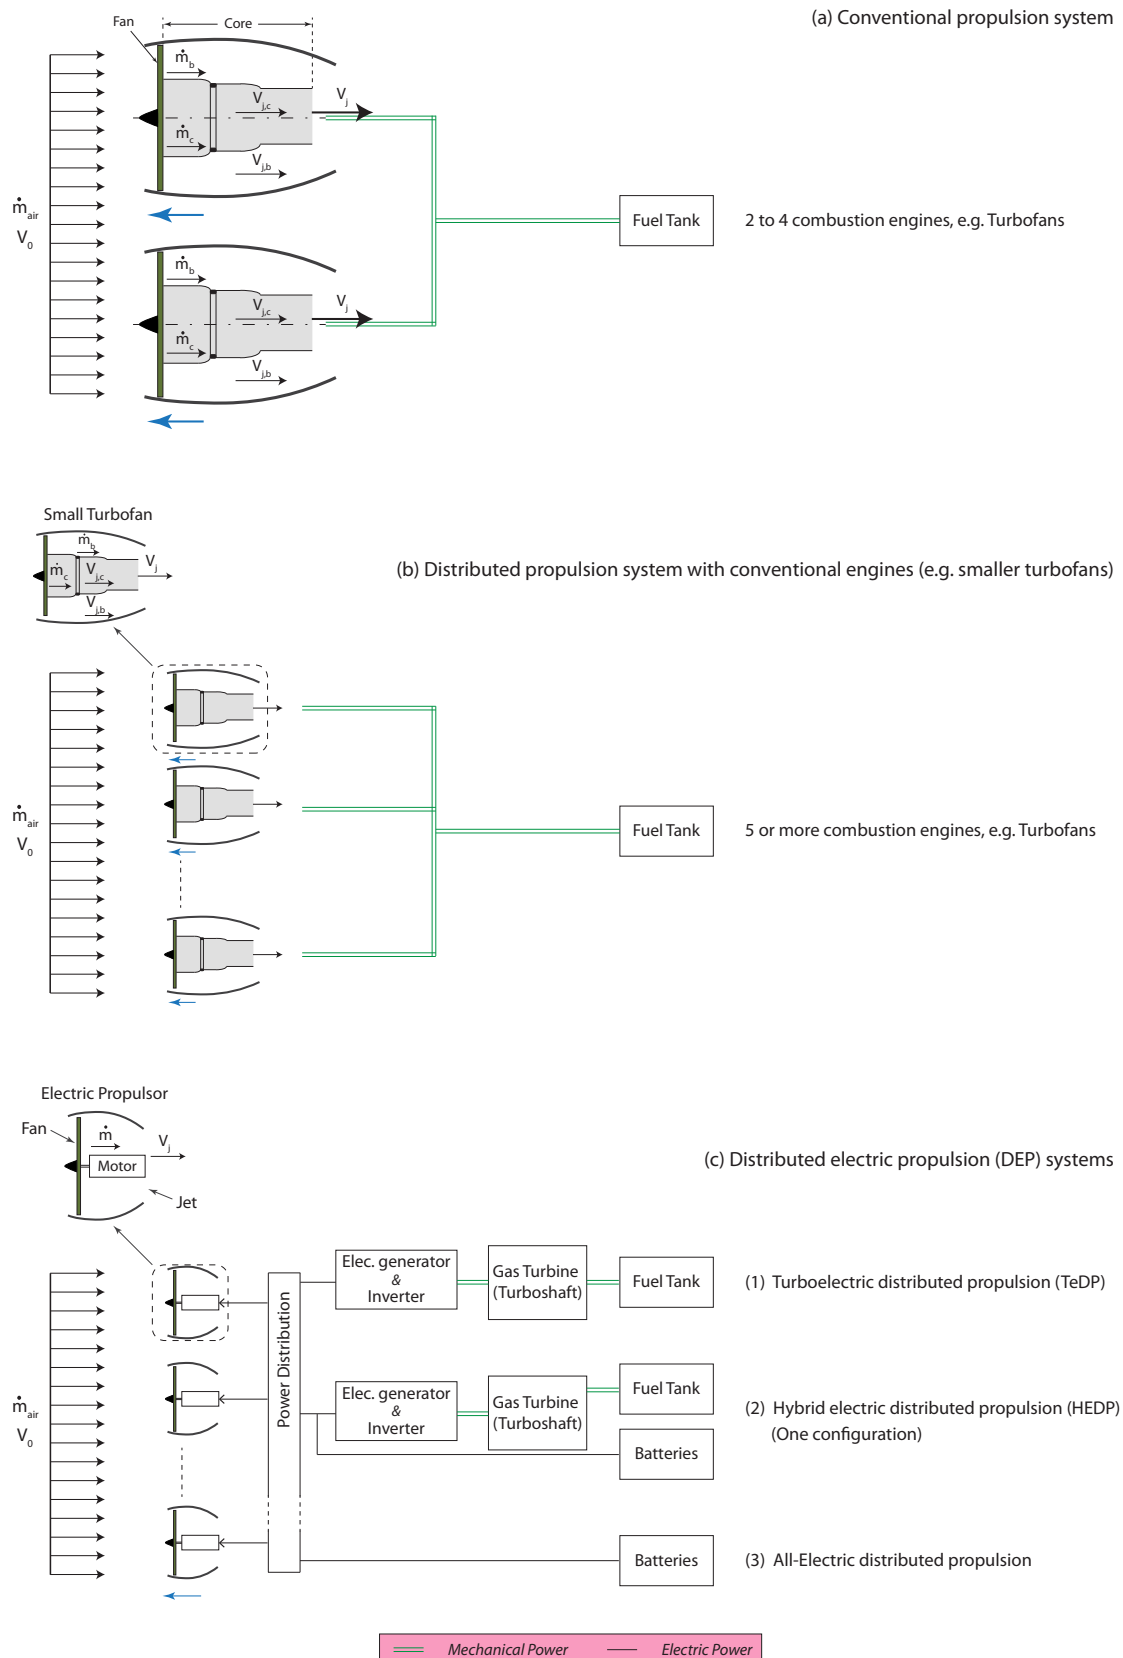 (a) Conventional propulsion system
Fan
Core
ṁb
Vj,c
Vj
ṁc
Vj,b
ṁair
V0
Fuel Tank
2 to 4 combustion engines, e.g. Turbofans
ṁb
Vj,c
Vj
ṁc
Vj,b
Small Turbofan
ṁb
Vj
ṁc
Vj,c
Vj,b
(b) Distributed propulsion system with conventional engines (e.g. smaller turbofans)
ṁair
V0
Fuel Tank
5 or more combustion engines, e.g. Turbofans
Electric Propulsor
Fan
ṁ
Vj
Motor
Jet
(c) Distributed electric propulsion (DEP) systems
ṁair
V0
Power Distribution
Elec. generator
&
Inverter
Gas Turbine
(Turboshaft)
Fuel Tank
(1) Turboelectric distributed propulsion (TeDP)
Elec. generator
&
Inverter
Gas Turbine
(Turboshaft)
Fuel Tank
Batteries
(2) Hybrid electric distributed propulsion (HEDP)
(One configuration)
Batteries
(3) All-Electric distributed propulsion
Mechanical Power
Electric Power